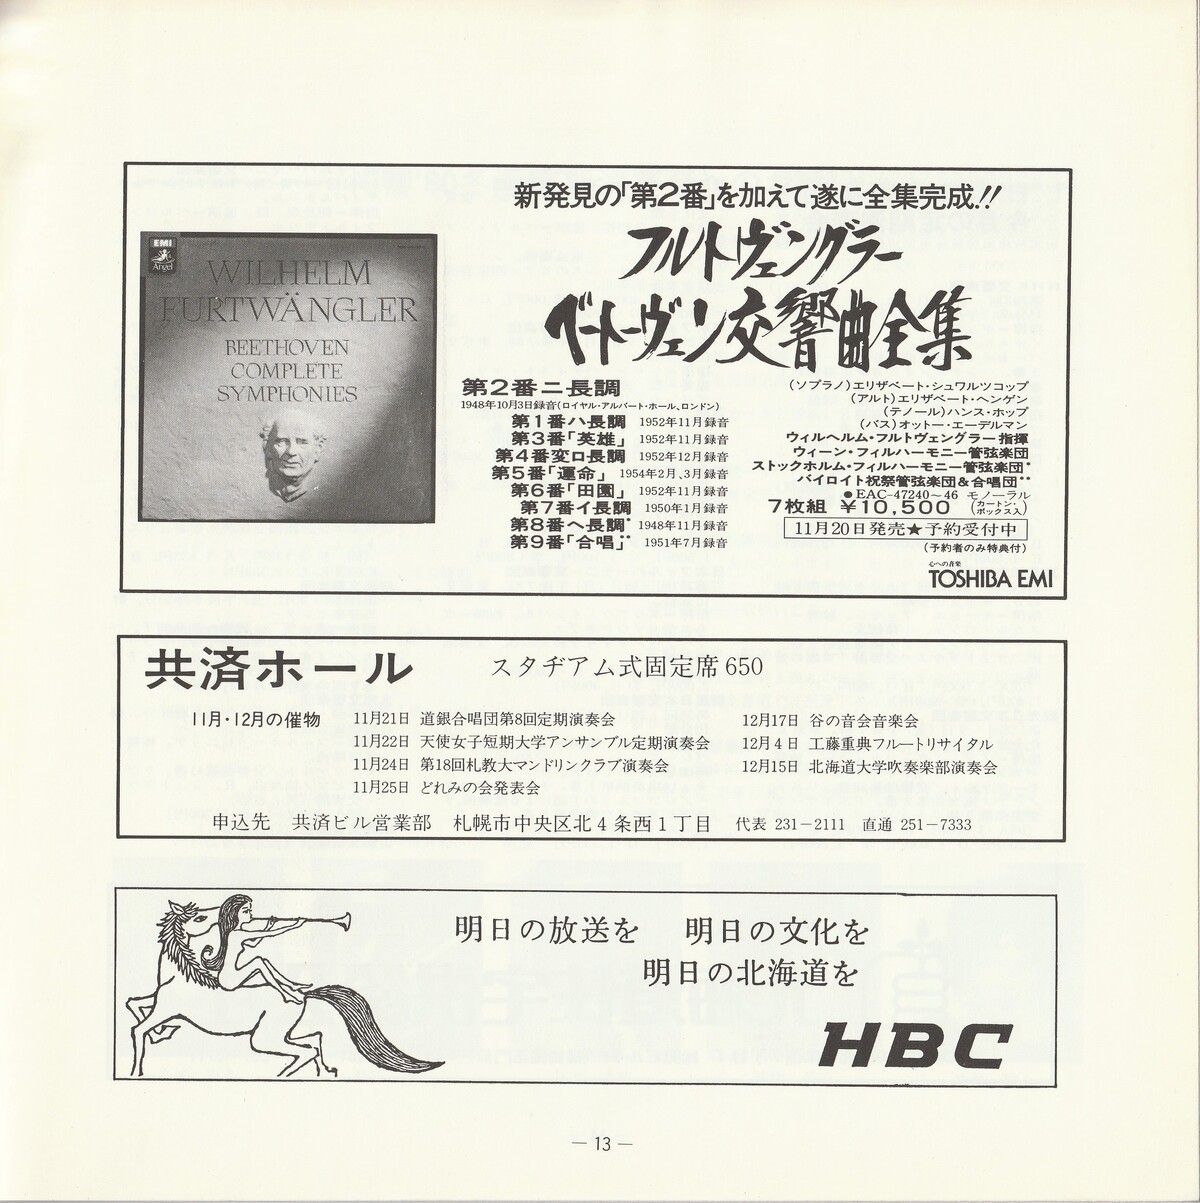 新発見の「第2番」を加えて遂に全集完成!!
フルトヴェングラー
ベートーヴェン交響曲全集
EMI
Angel
WILHELM
FURTWÄNGLER
BEETHOVEN
COMPLETE
SYMPHONIES
第2番ニ長調
1948年10月3日録音(ロイヤル・アルバート・ホール、ロンドン)
第1番ハ長調 1952年11月録音
第3番「英雄」 1952年11月録音
第4番変ロ長調 1952年12月録音
第5番「運命」 1954年2月、3月録音
第6番「田園」 1952年11月録音
第7番イ長調 1950年1月録音
第8番ヘ長調* 1948年11月録音
第9番「合唱」** 1951年7月録音
(ソプラノ)エリザベート・シュワルツコップ
(アルト)エリザベート・ヘンゲン
(テノール)ハンス・ホップ
(バス)オットー・エーデルマン
ウィルヘルム・フルトヴェングラー指揮
ウィーン・フィルハーモニー管弦楽団
ストックホルム・フィルハーモニー管弦楽団*
バイロイト祝祭管弦楽団&合唱団**
●EAC-47240〜46 モノーラル
7枚組 ¥10,500 (カートン・ボックス入)
11月20日発売★予約受付中
(予約者のみ特典付)
心への音楽
TOSHIBA EMI
共済ホール スタヂアム式固定席650
11月・12月の催物
11月21日 道銀合唱団第8回定期演奏会
11月22日 天使女子短期大学アンサンブル定期演奏会
11月24日 第18回札教大マンドリンクラブ演奏会
11月25日 どれみの会発表会
12月17日 谷の音会音楽会
12月4日 工藤重典フルートリサイタル
12月15日 北海道大学吹奏楽部演奏会
申込先 共済ビル営業部 札幌市中央区北4条西1丁目 代表 231-2111 直通 251-7333
明日の放送を 明日の文化を
明日の北海道を
HBC
— 13 —